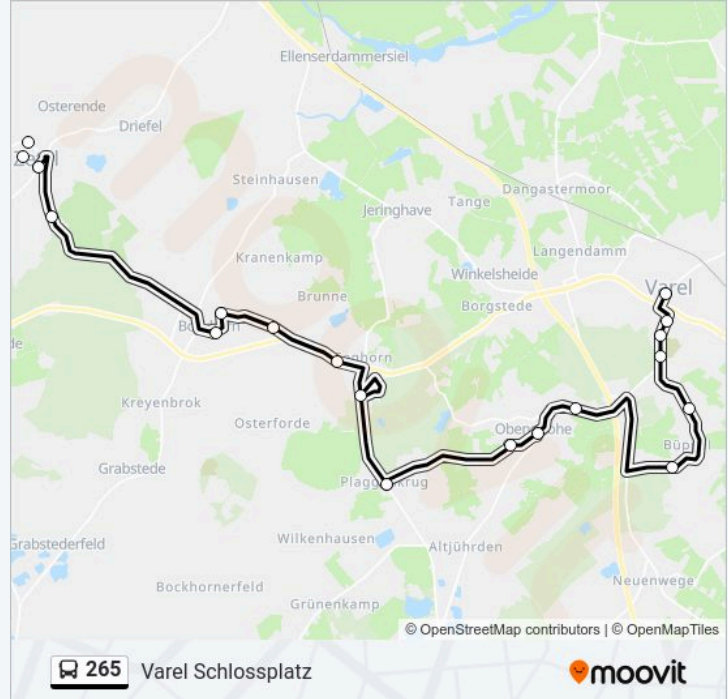 Ellenserdammersiel
Osterende
Driefel
Steinhausen
Dangastermoor
Tange
Jeringhave
Langendamm
Kranenkamp
Winkelsheide
Varel
Brunne
Borgstede
Kreyenbrok
Osterforde
Grabstede
Wilkenhausen
Altjührden
Grabstederfeld
Neuenwege
Bockhornerfeld
Grünenkamp
© OpenStreetMap contributors | © OpenMapTiles
265 Varel Schlossplatz
moovit